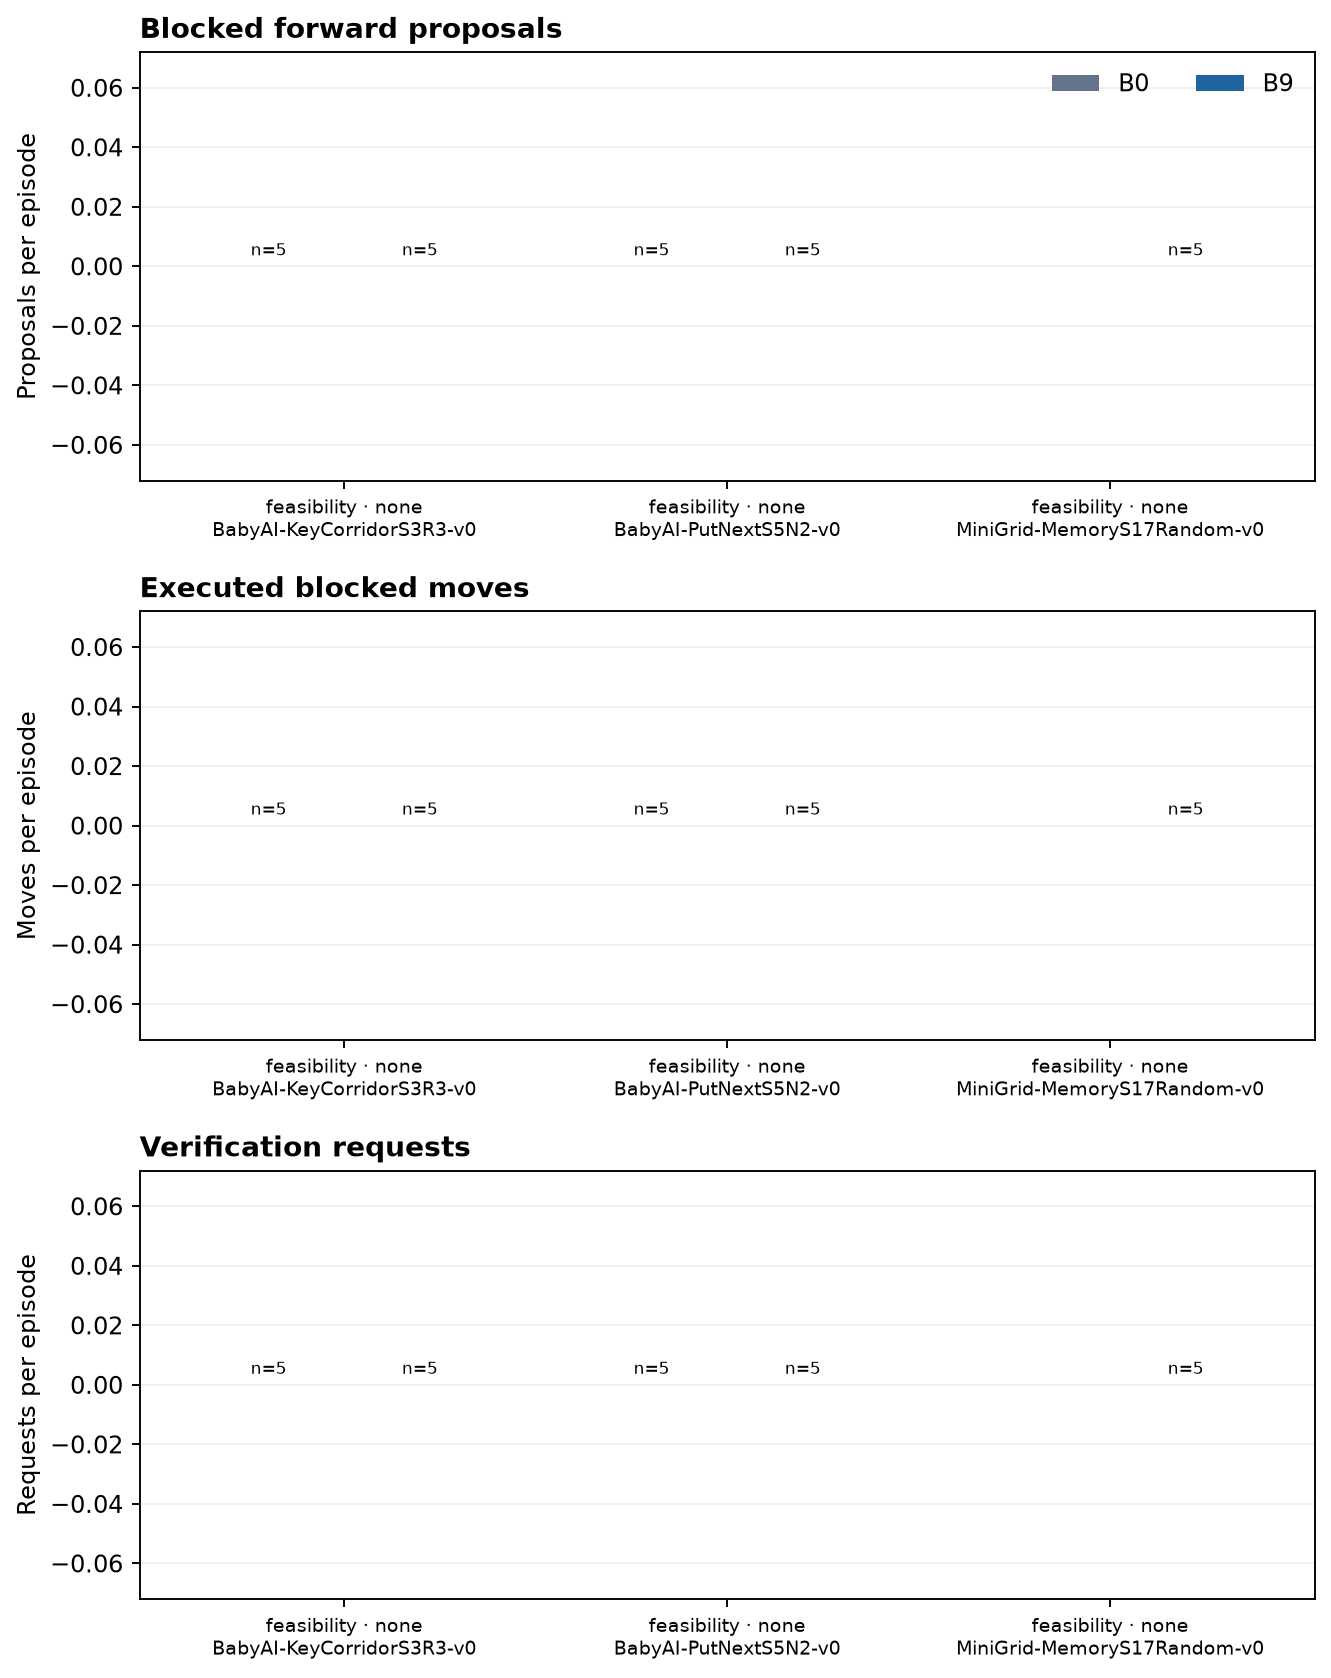 Blocked forward proposals
B0 B9
Proposals per episode
0.06
0.04
0.02
0.00
−0.02
−0.04
−0.06
n=5 n=5 n=5 n=5 n=5
feasibility · none feasibility · none feasibility · none
BabyAI-KeyCorridorS3R3-v0 BabyAI-PutNextS5N2-v0 MiniGrid-MemoryS17Random-v0
Executed blocked moves
Moves per episode
0.06
0.04
0.02
0.00
−0.02
−0.04
−0.06
n=5 n=5 n=5 n=5 n=5
feasibility · none feasibility · none feasibility · none
BabyAI-KeyCorridorS3R3-v0 BabyAI-PutNextS5N2-v0 MiniGrid-MemoryS17Random-v0
Verification requests
Requests per episode
0.06
0.04
0.02
0.00
−0.02
−0.04
−0.06
n=5 n=5 n=5 n=5 n=5
feasibility · none feasibility · none feasibility · none
BabyAI-KeyCorridorS3R3-v0 BabyAI-PutNextS5N2-v0 MiniGrid-MemoryS17Random-v0